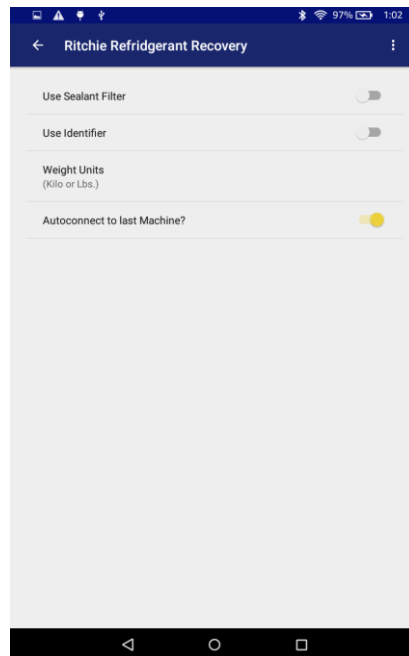 97% 1:02
Ritchie Refridgerant Recovery
Use Sealant Filter
Use Identifier
Weight Units
(Kilo or Lbs.)
Autoconnect to last Machine?